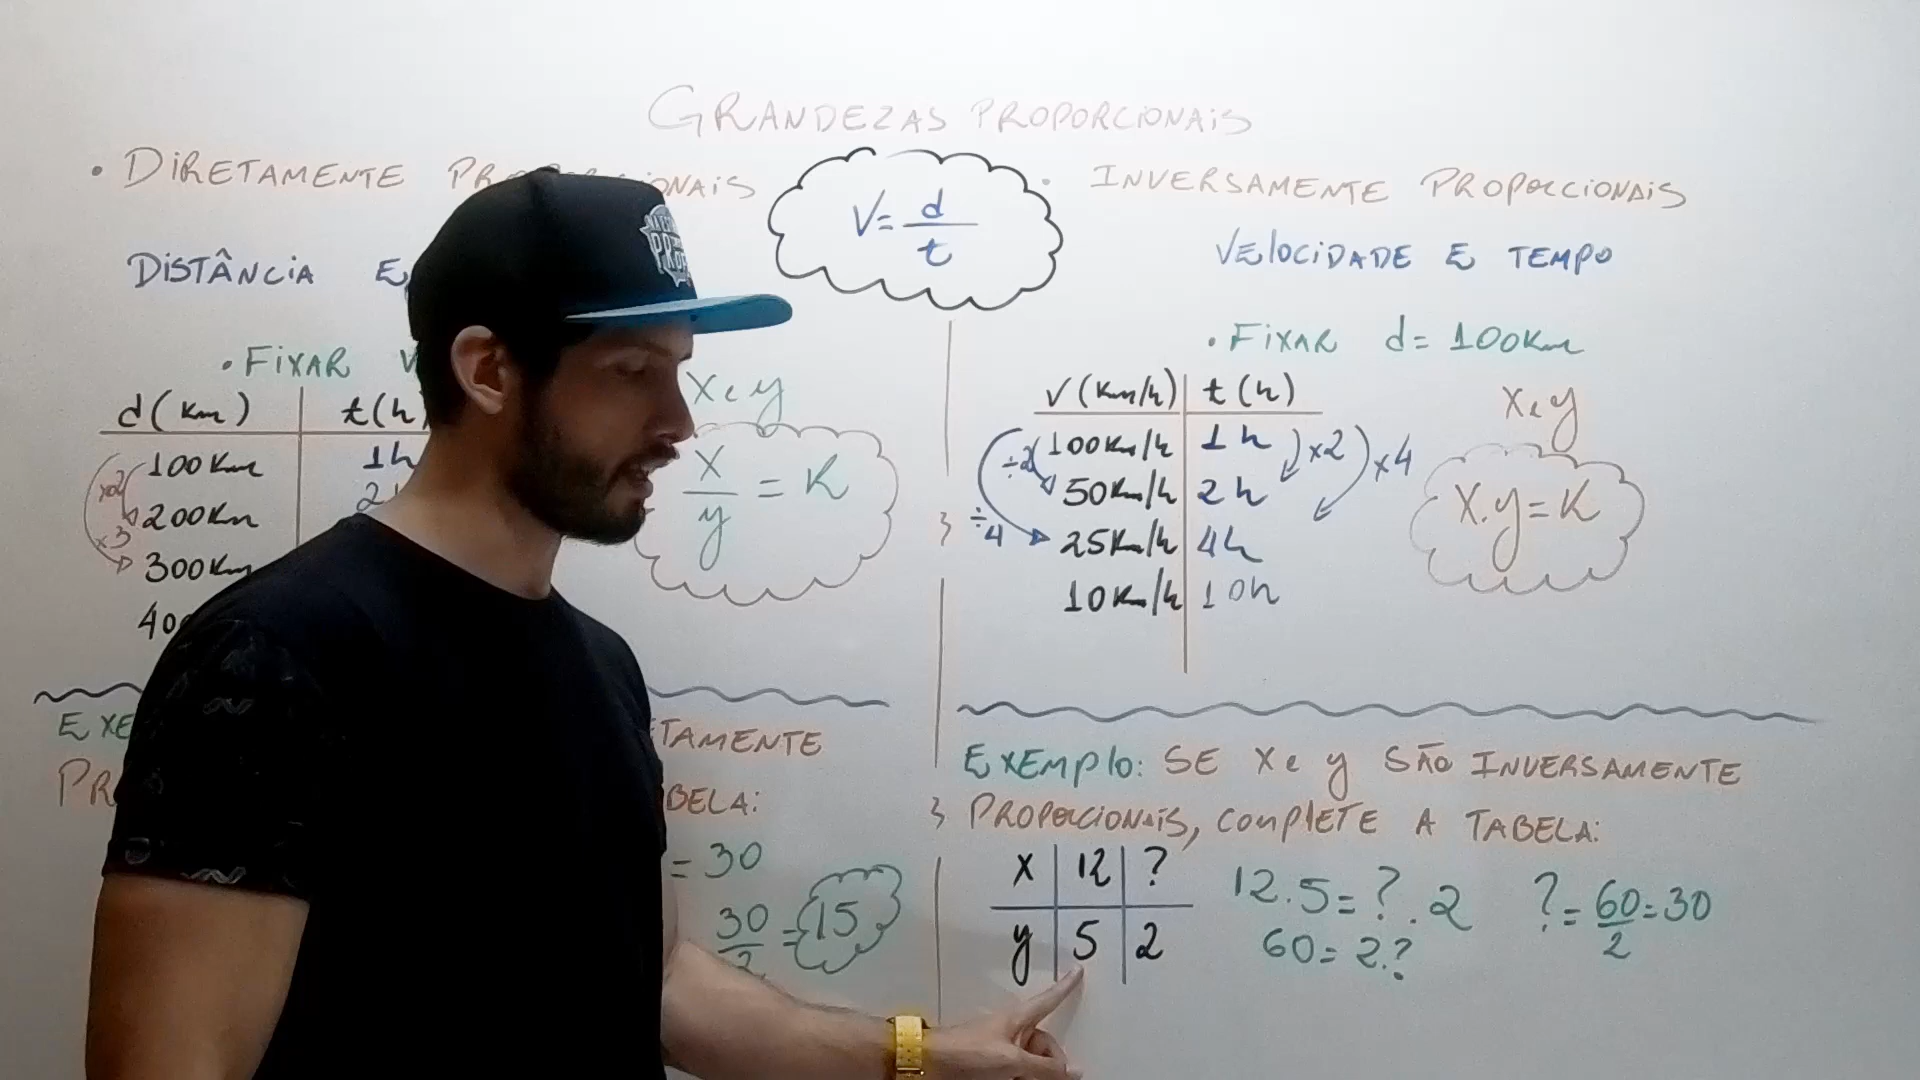 GRANDEZAS PROPORCIONAIS
• DIRETAMENTE
DISTÂNCIA E
• FIXAR V
d (Km) t (h)
100Km 1h
200Km
300Km
x2
x3
X e y
X/y = K
V = d/t
• INVERSAMENTE PROPORCIONAIS
VELOCIDADE E TEMPO
• FIXAR d = 100Km
V (Km/h) t (h)
100Km/h 1h
50Km/h 2h
25Km/h 4h
10Km/h 10h
÷2
÷4
x2
x4
X e y
X.y = K
TAMENTE
BELA:
= 30
30/2 = 15
EXEMPLO: SE X e y SÃO INVERSAMENTE
PROPORCIONAIS, COMPLETE A TABELA:
X 12 ?
y 5 2
12.5 = ?.2
60 = 2.?
? = 60/2 = 30